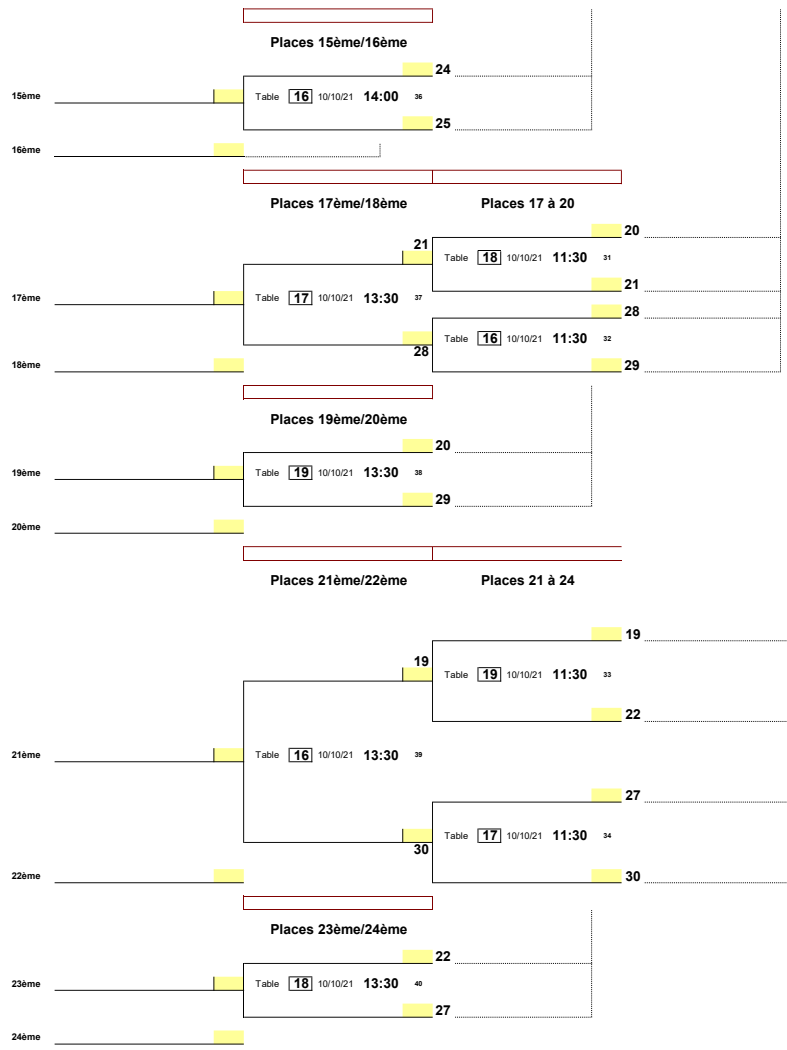 Places 15ème/16ème
24
15ème Table 16 10/10/21 14:00 36
25
16ème
Places 17ème/18ème Places 17 à 20
20
21
Table 18 10/10/21 11:30 31
21
17ème Table 17 10/10/21 13:30 37
28
Table 16 10/10/21 11:30 32
28
18ème 29
Places 19ème/20ème
20
19ème Table 19 10/10/21 13:30 38
29
20ème
Places 21ème/22ème Places 21 à 24
19
19
Table 19 10/10/21 11:30 33
22
21ème Table 16 10/10/21 13:30 39
27
Table 17 10/10/21 11:30 34
30
22ème 30
Places 23ème/24ème
22
23ème Table 18 10/10/21 13:30 40
27
24ème